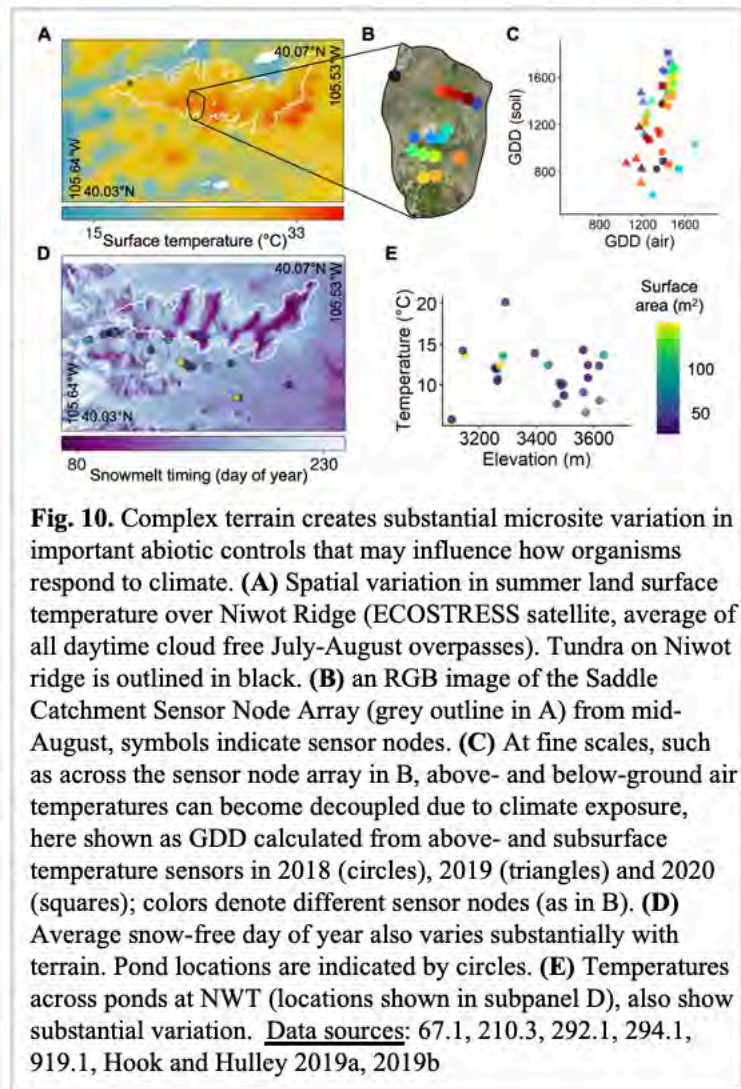 A
40.07°N
105.53°W
105.64°W
40.03°N
15 Surface temperature (°C) 33
B
C
GDD (soil)
1600
1200
800
800 1200 1600
GDD (air)
D
40.07°N
105.53°W
105.64°W
40.03°N
80 230
Snowmelt timing (day of year)
E
Temperature (°C)
20
15
10
3200 3400 3600
Elevation (m)
Surface
area (m²)
100
50
Fig. 10. Complex terrain creates substantial microsite variation in
important abiotic controls that may influence how organisms
respond to climate. (A) Spatial variation in summer land surface
temperature over Niwot Ridge (ECOSTRESS satellite, average of
all daytime cloud free July-August overpasses). Tundra on Niwot
ridge is outlined in black. (B) an RGB image of the Saddle
Catchment Sensor Node Array (grey outline in A) from mid-
August, symbols indicate sensor nodes. (C) At fine scales, such
as across the sensor node array in B, above- and below-ground air
temperatures can become decoupled due to climate exposure,
here shown as GDD calculated from above- and subsurface
temperature sensors in 2018 (circles), 2019 (triangles) and 2020
(squares); colors denote different sensor nodes (as in B). (D)
Average snow-free day of year also varies substantially with
terrain. Pond locations are indicated by circles. (E) Temperatures
across ponds at NWT (locations shown in subpanel D), also show
substantial variation. Data sources: 67.1, 210.3, 292.1, 294.1,
919.1, Hook and Hulley 2019a, 2019b